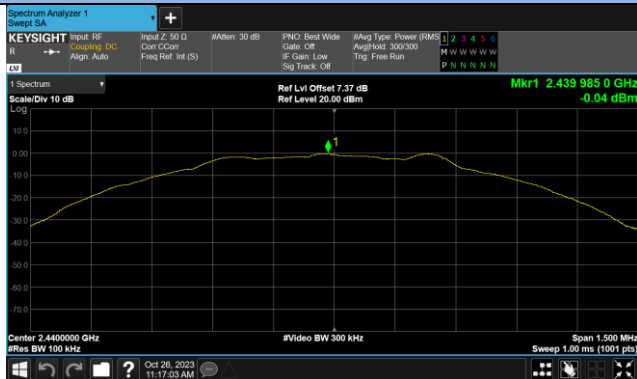 Spectrum Analyzer 1
Swept SA
KEYSIGHT Input: RF Input Z: 50 Ω #Atten: 30 dB PNO: Best Wide #Avg Type: Power (RMS 1 2 3 4 5 6
R Coupling: DC Corr CCorr Gate: Off Avg|Hold: 300/300 M W W W W W
Align: Auto Freq Ref: Int (S) IF Gain: Low Trig: Free Run
LXI Sig Track: Off P N N N N N
1 Spectrum Ref Lvl Offset 7.37 dB Mkr1 2.439 985 0 GHz
Scale/Div 10 dB Ref Level 20.00 dBm -0.04 dBm
Log
10.0
1
0.00
-10.0
-20.0
-30.0
-40.0
-50.0
-60.0
-70.0
Center 2.4400000 GHz #Video BW 300 kHz Span 1.500 MHz
#Res BW 100 kHz Sweep 1.00 ms (1001 pts)
? Oct 26, 2023
11:17:03 AM